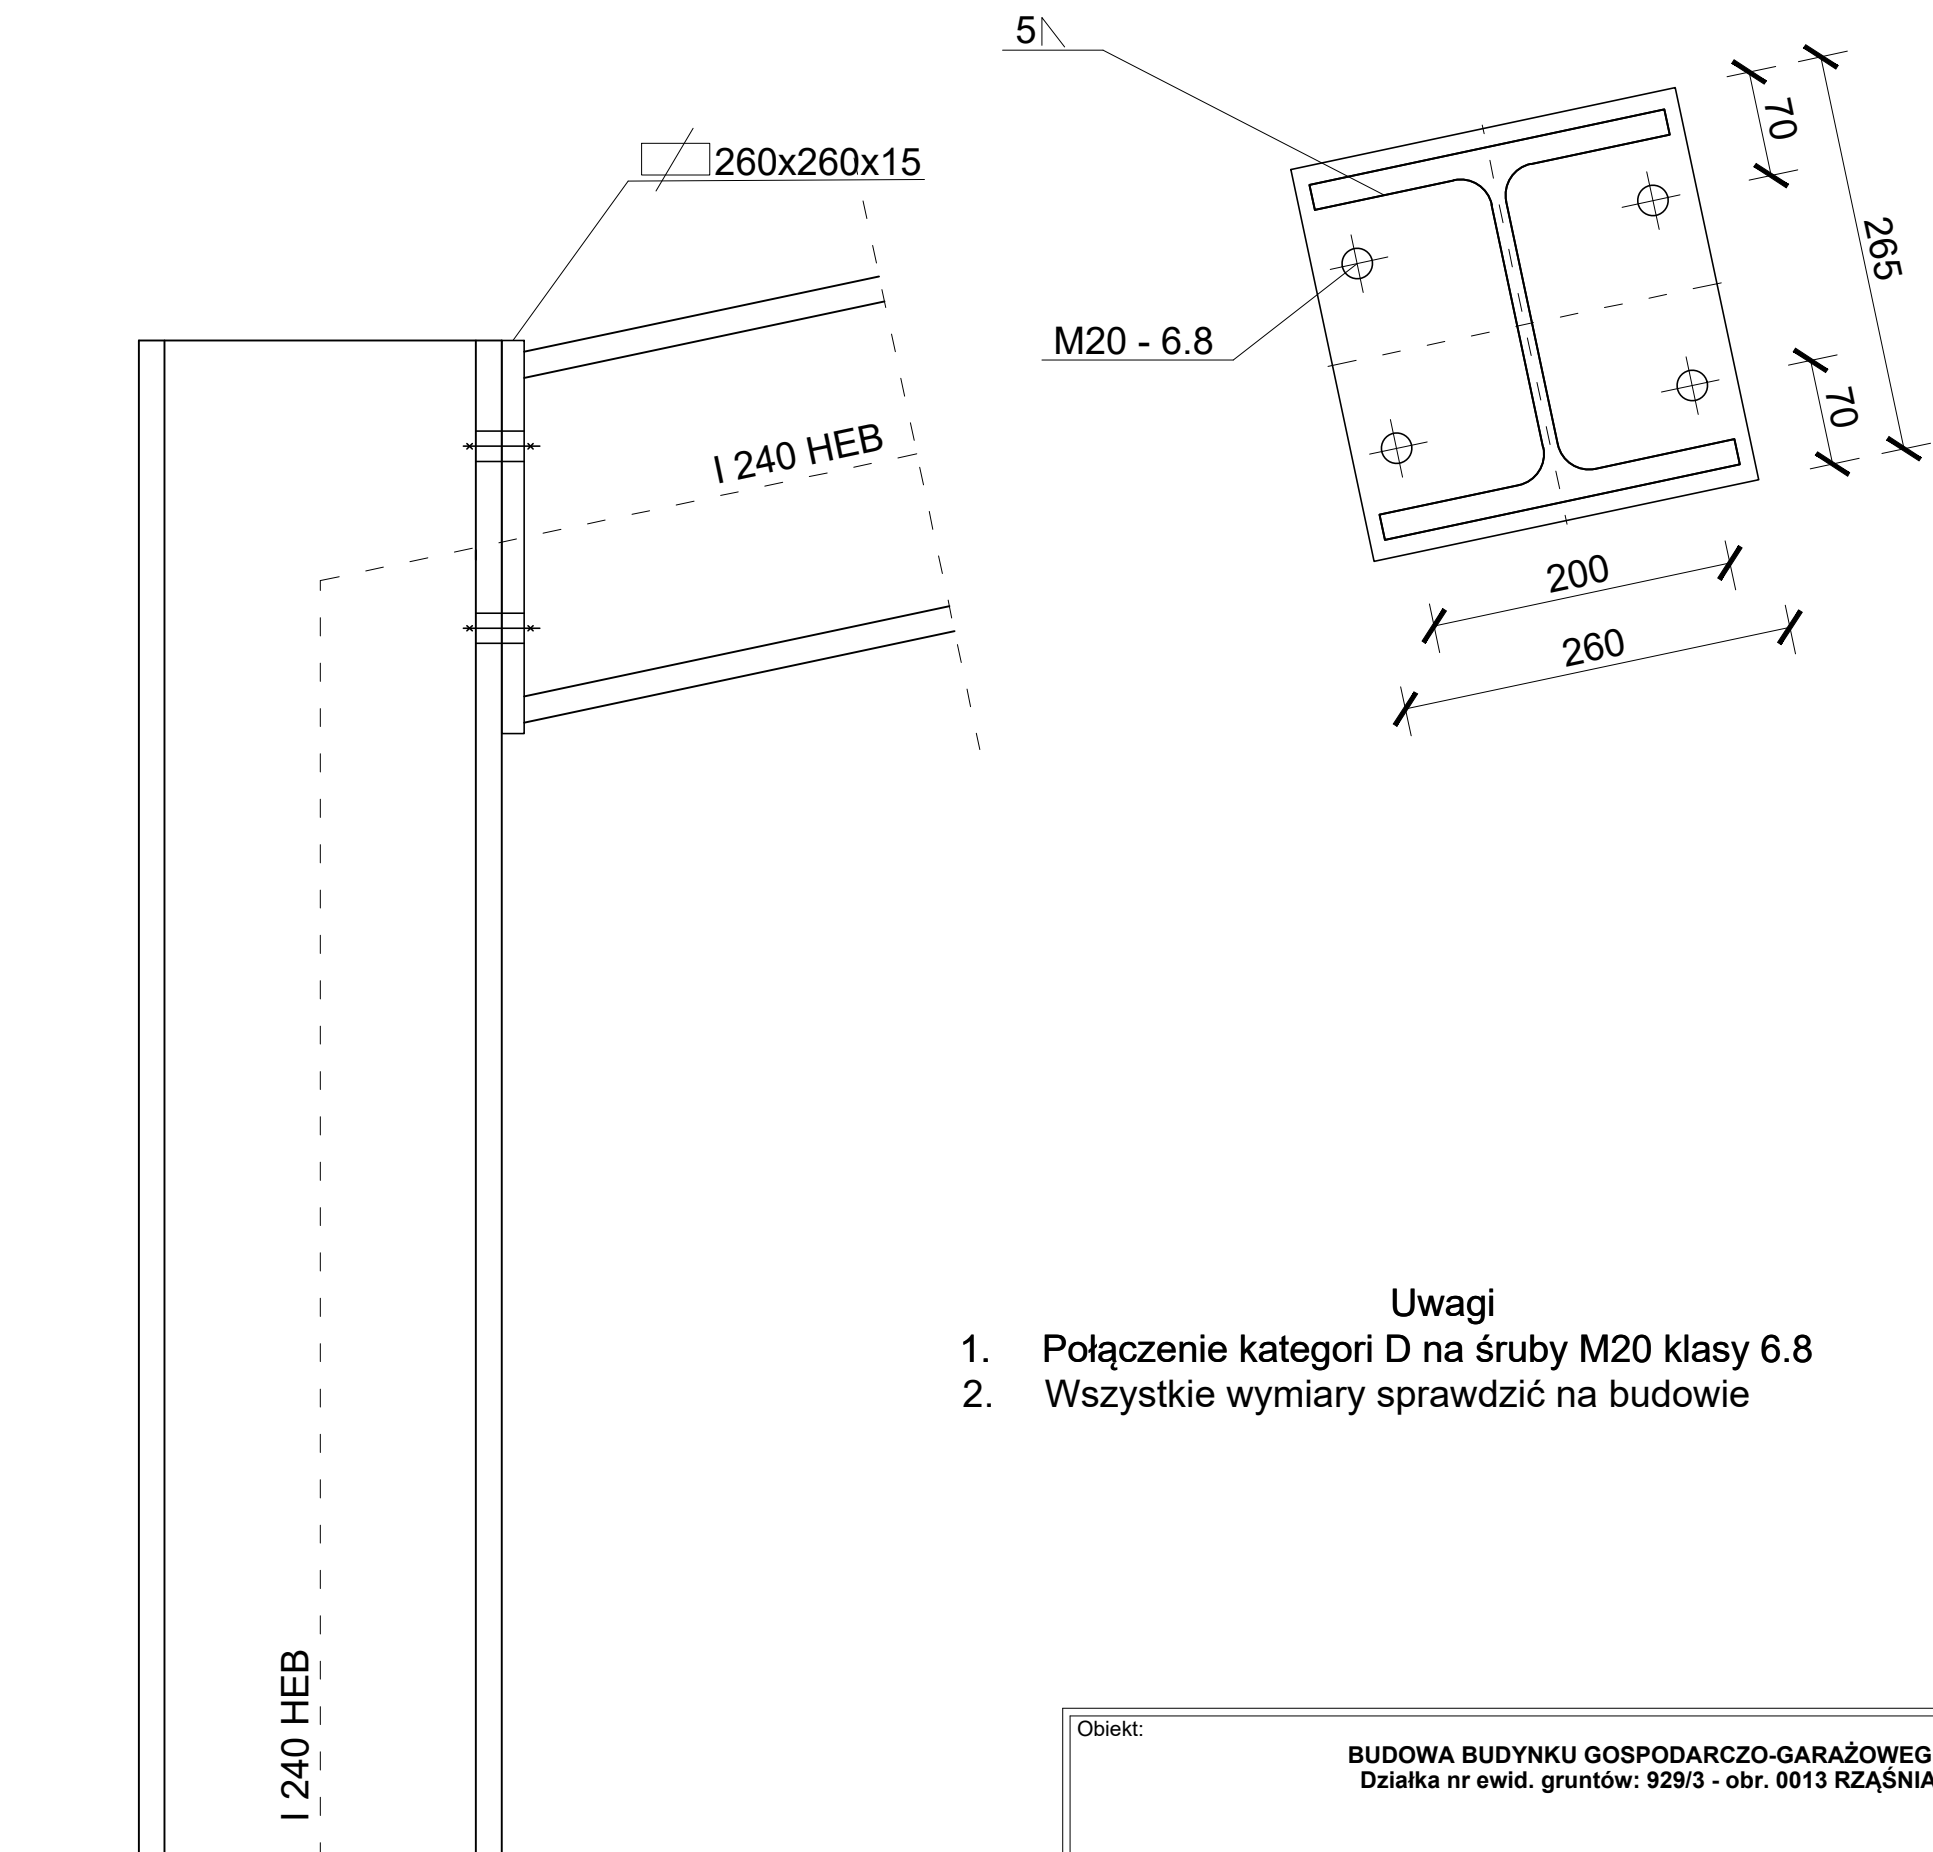 5
260x260x15
70
265
M20 - 6.8
I 240 HEB
70
200
260
Uwagi
1. Połączenie kategori D na śruby M20 klasy 6.8
2. Wszystkie wymiary sprawdzić na budowie
I 240 HEB
Obiekt:
BUDOWA BUDYNKU GOSPODARCZO-GARAŻOWEG
Działka nr ewid. gruntów: 929/3 - obr. 0013 RZĄŚNIA